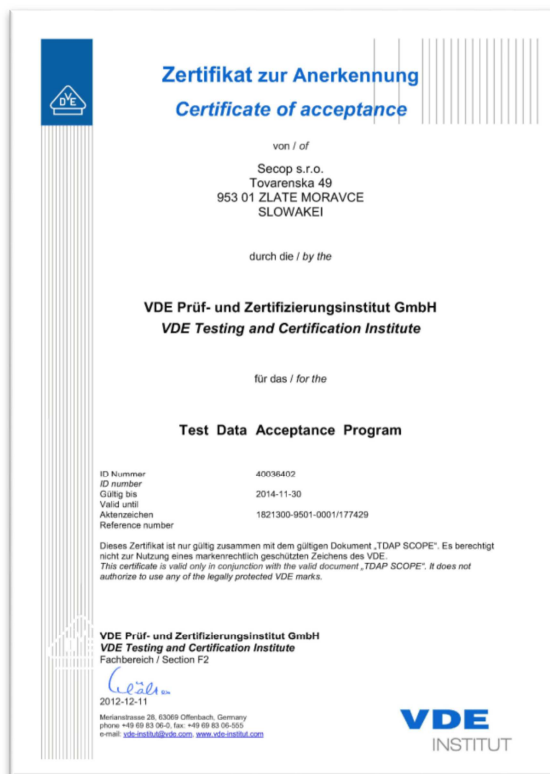 DVE
Zertifikat zur Anerkennung
Certificate of acceptance
von / of
Secop s.r.o.
Tovarenska 49
953 01 ZLATE MORAVCE
SLOWAKEI
durch die / by the
VDE Prüf- und Zertifizierungsinstitut GmbH
VDE Testing and Certification Institute
für das / for the
Test Data Acceptance Program
ID Nummer 40036402
ID number
Gültig bis 2014-11-30
Valid until
Aktenzeichen 1821300-9501-0001/177429
Reference number
Dieses Zertifikat ist nur gültig zusammen mit dem gültigen Dokument „TDAP SCOPE". Es berechtigt
nicht zur Nutzung eines markenrechtlich geschützten Zeichens des VDE.
This certificate is valid only in conjunction with the valid document „TDAP SCOPE". It does not
authorize to use any of the legally protected VDE marks.
VDE Prüf- und Zertifizierungsinstitut GmbH
VDE Testing and Certification Institute
Fachbereich / Section F2
2012-12-11
Merianstrasse 28, 63069 Offenbach, Germany
phone +49 69 83 06-0, fax: +49 69 83 06-555
e-mail: vde-institut@vde.com, www.vde-institut.com
VDE
INSTITUT